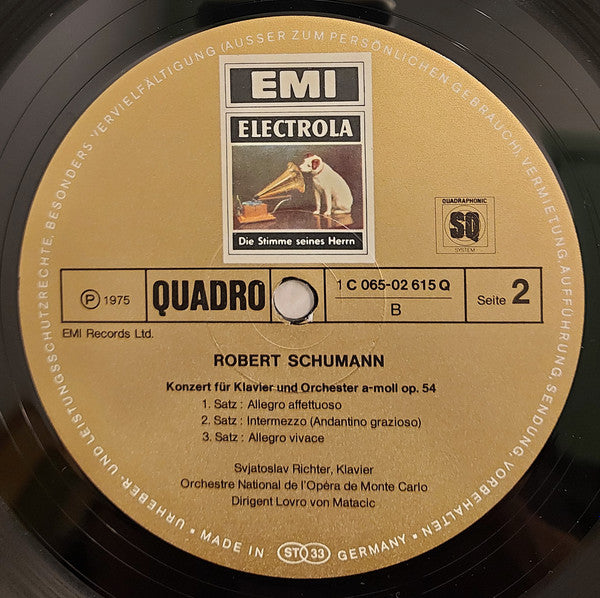 URHEBER- UND LEISTUNGSSCHUTZRECHTE, BESONDERS VERVIELFÄLTIGUNG (AUSSER ZUM PERSÖNLICHEN GEBRAUCH) VERMIETUNG, AUFFÜHRUNG, SENDUNG, VORBEHALTEN
EMI
ELECTROLA
Die Stimme seines Herrn
QUADRAPHONIC
SQ
SYSTEM
℗ 1975
QUADRO
1 C 065-02 615 Q
B
Seite 2
EMI Records Ltd.
ROBERT SCHUMANN
Konzert für Klavier und Orchester a-moll op. 54
1. Satz : Allegro affettuoso
2. Satz : Intermezzo (Andantino grazioso)
3. Satz : Allegro vivace
Svjatoslav Richter, Klavier
Orchestre National de l'Opéra de Monte Carlo
Dirigent Lovro von Matacic
MADE IN ST 33 GERMANY